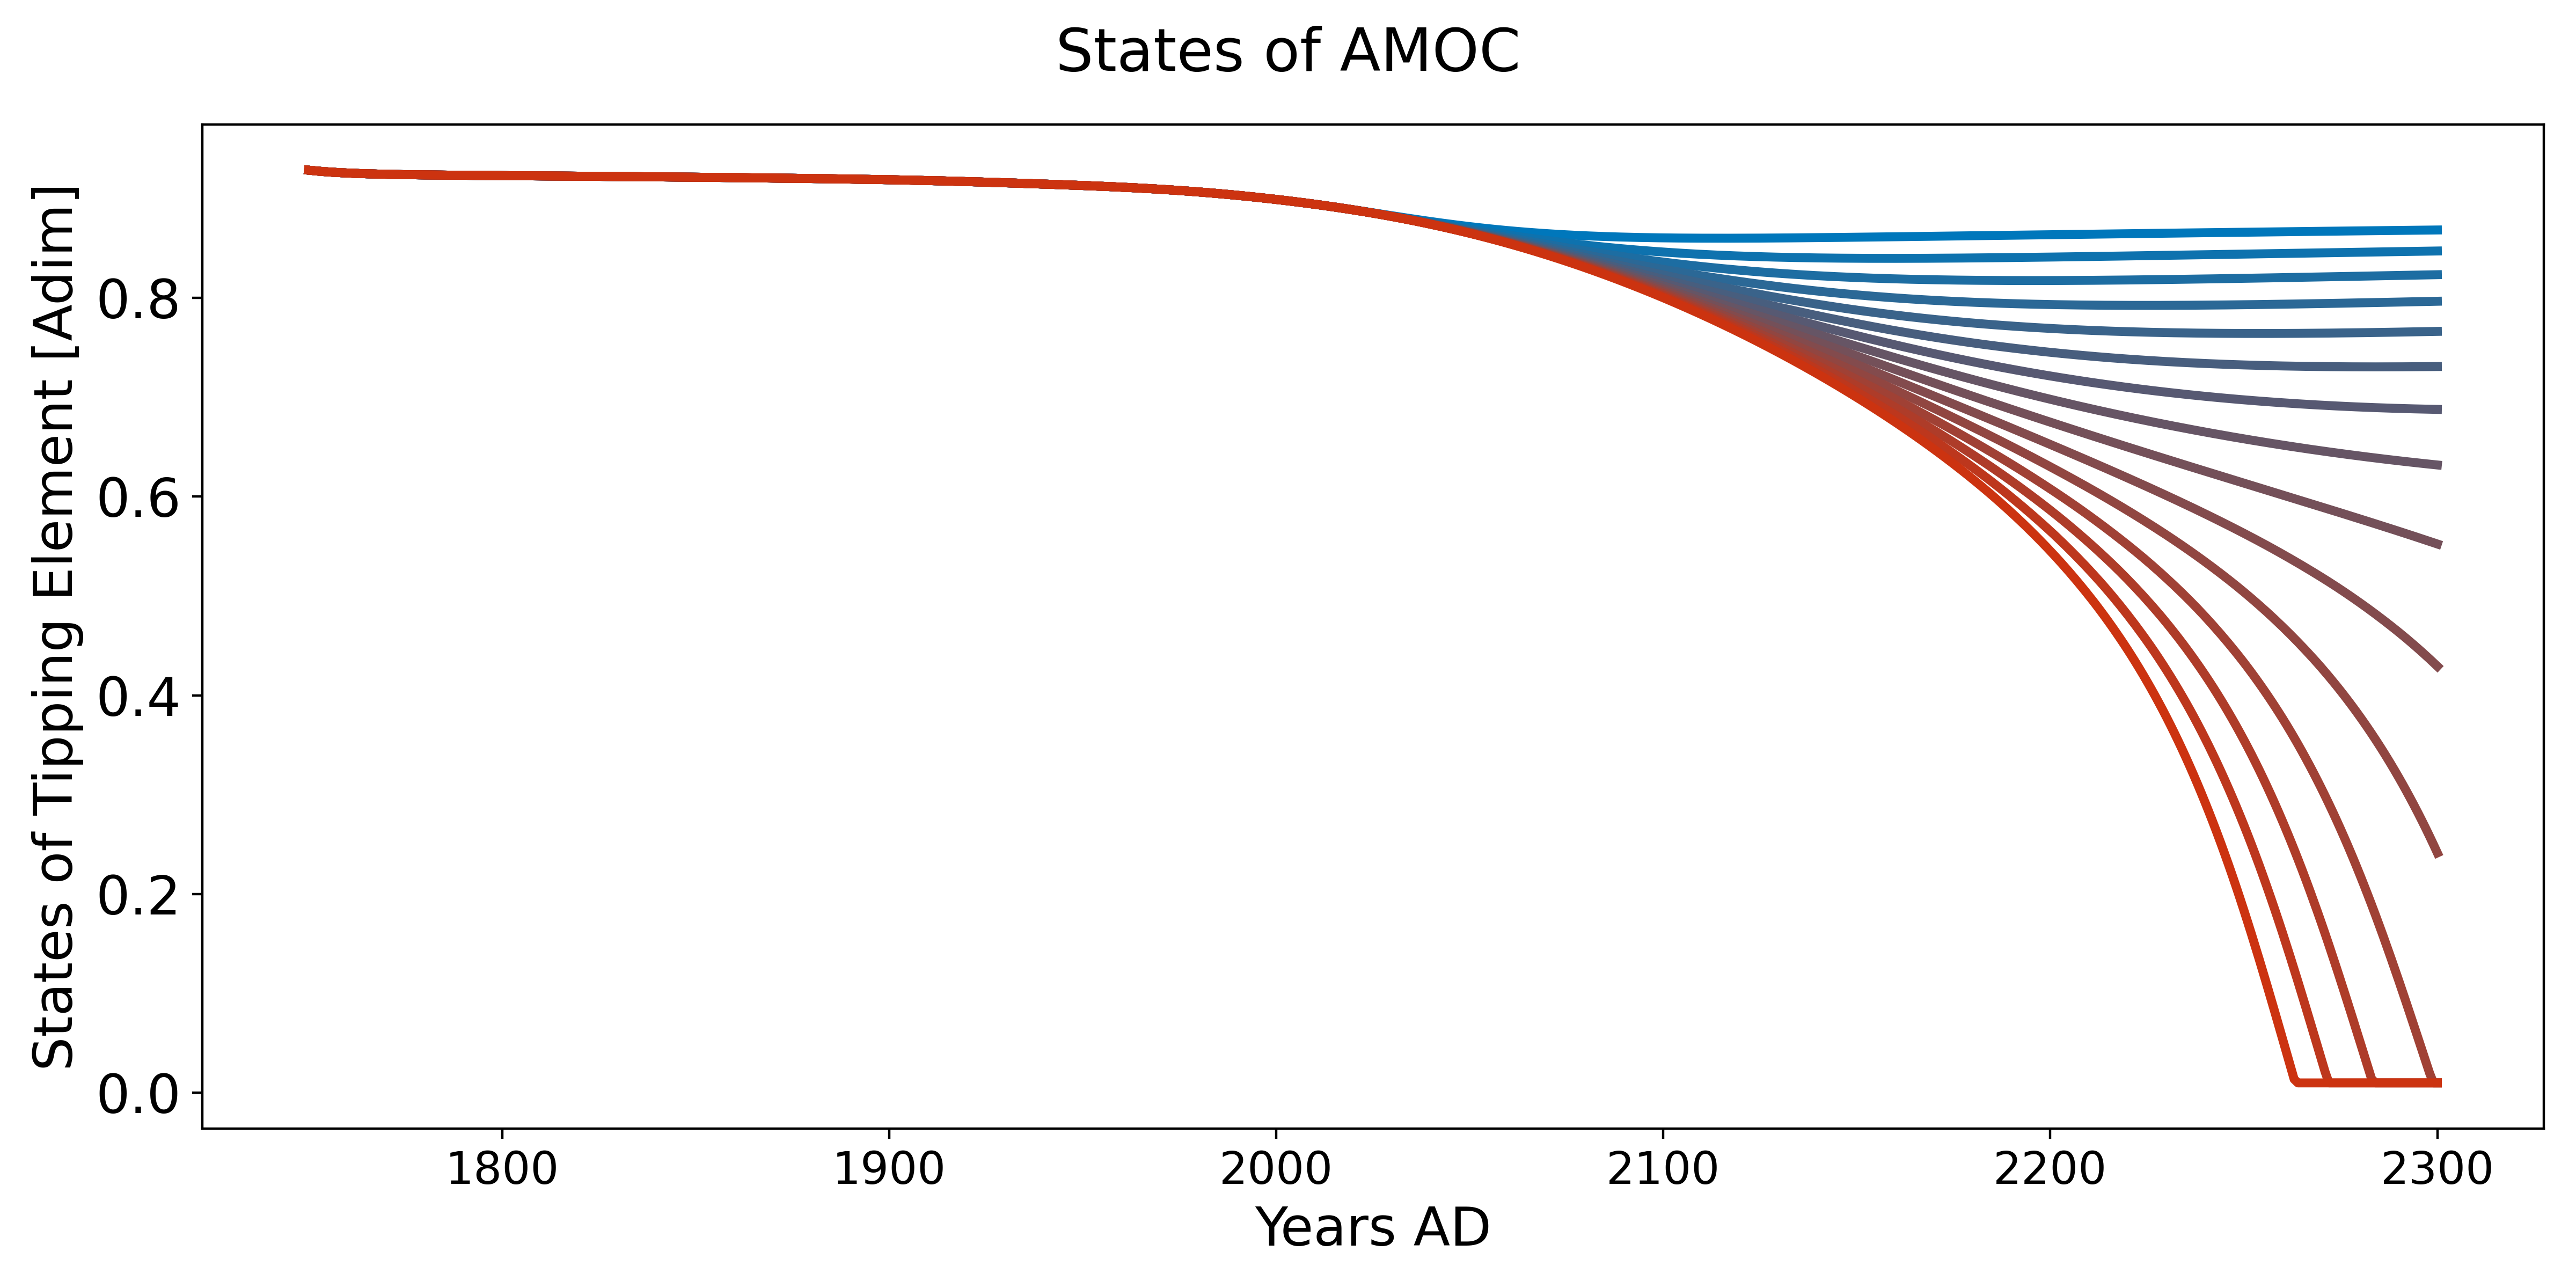 States of AMOC
States of Tipping Element [Adim]
0.8
0.6
0.4
0.2
0.0
1800 1900 2000 2100 2200 2300
Years AD